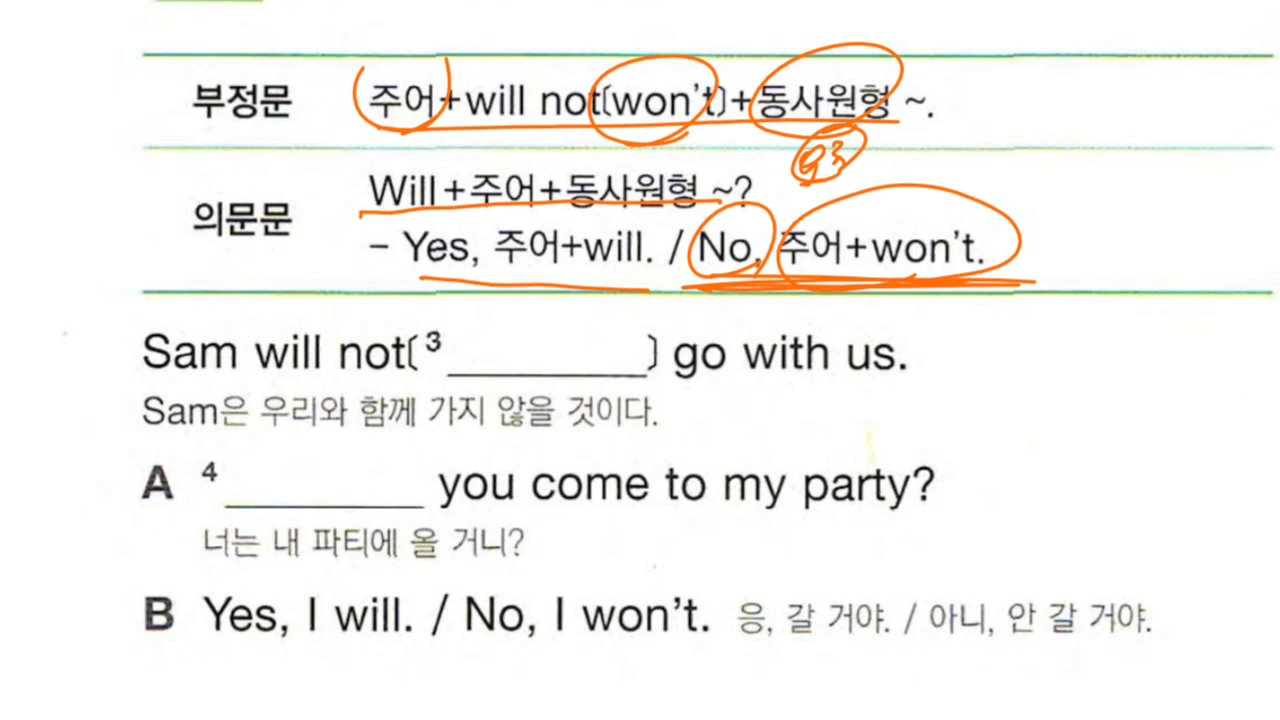 부정문 주어+will not(won't)+동사원형 ~.
의문문 Will+주어+동사원형 ~?
– Yes, 주어+will. / No, 주어+won't.
Sam will not(³ ________) go with us.
Sam은 우리와 함께 가지 않을 것이다.
A ⁴ ________ you come to my party?
너는 내 파티에 올 거니?
B Yes, I will. / No, I won't. 응, 갈 거야. / 아니, 안 갈 거야.